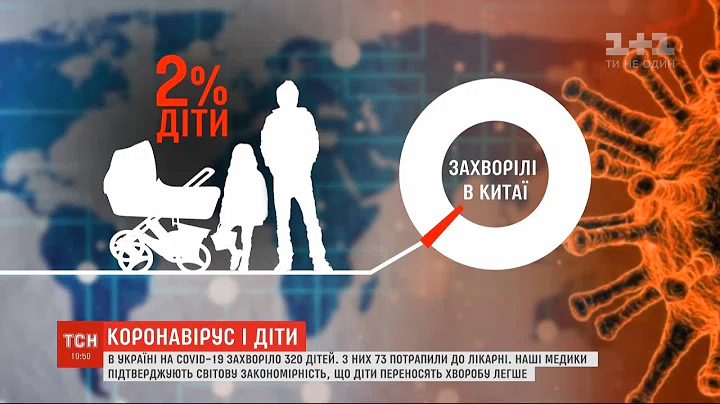 2%
ДІТИ
1+1
ТИ НЕ ОДИН
ЗАХВОРІЛІ
В КИТАЇ
ТСН
19:50
КОРОНАВІРУС І ДІТИ
В УКРАЇНІ НА COVID-19 ЗАХВОРІЛО 320 ДІТЕЙ. З НИХ 73 ПОТРАПИЛИ ДО ЛІКАРНІ. НАШІ МЕДИКИ
ПІДТВЕРДЖУЮТЬ СВІТОВУ ЗАКОНОМІРНІСТЬ, ЩО ДІТИ ПЕРЕНОСЯТЬ ХВОРОБУ ЛЕГШЕ